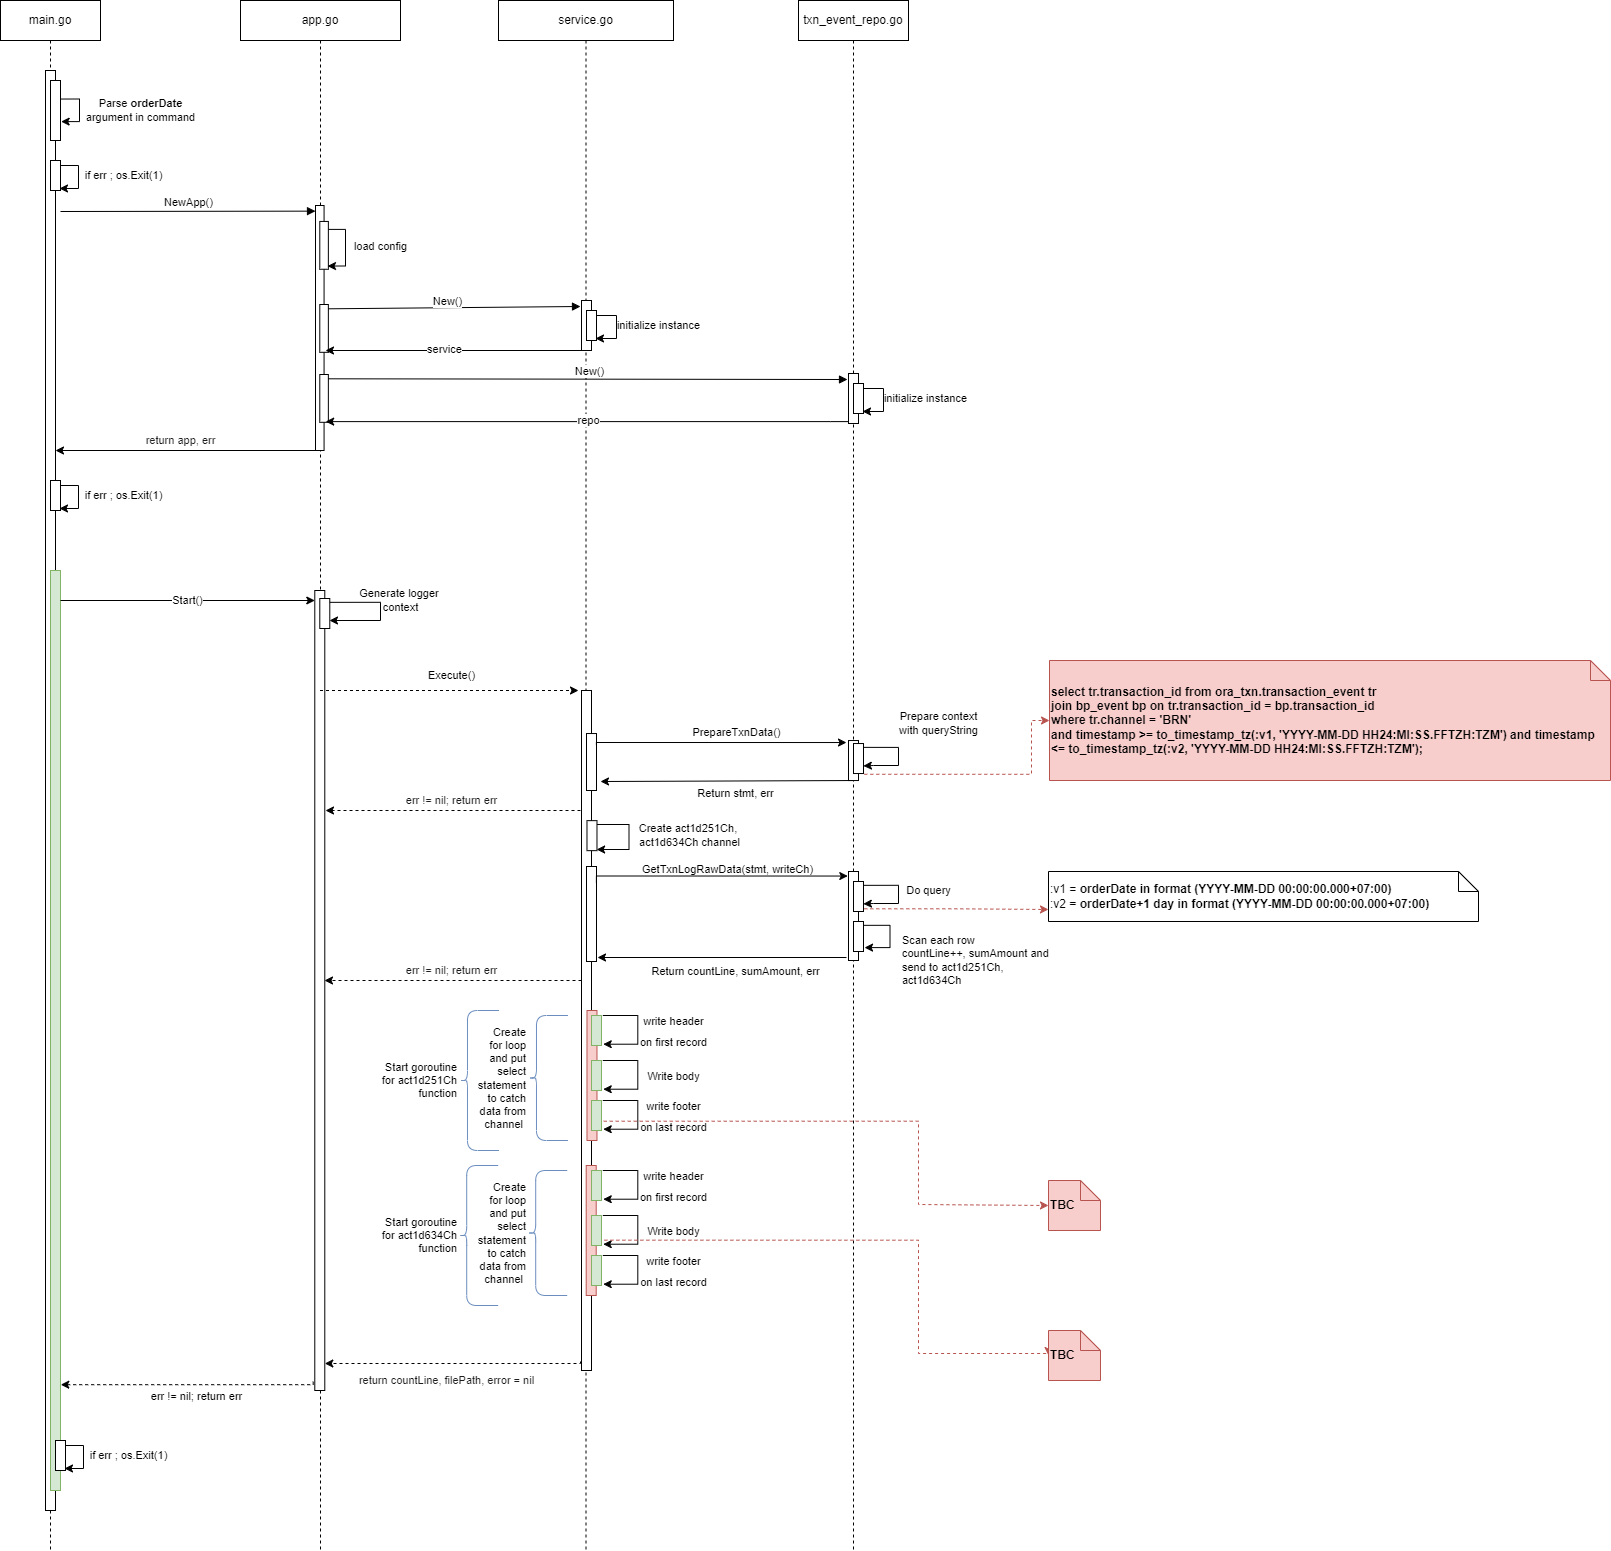 main.go
app.go
service.go
txn_event_repo.go
Parse orderDate
argument in command
if err ; os.Exit(1)
NewApp()
load config
New()
initialize instance
service
New()
initialize instance
repo
return app, err
if err ; os.Exit(1)
Start()
Generate logger
context
Execute()
select tr.transaction_id from ora_txn.transaction_event tr
join bp_event bp on tr.transaction_id = bp.transaction_id
where tr.channel = 'BRN'
and timestamp >= to_timestamp_tz(:v1, 'YYYY-MM-DD HH24:MI:SS.FFTZH:TZM') and timestamp
<= to_timestamp_tz(:v2, 'YYYY-MM-DD HH24:MI:SS.FFTZH:TZM');
Prepare context
with queryString
PrepareTxnData()
Return stmt, err
err != nil; return err
Create act1d251Ch,
act1d634Ch channel
GetTxnLogRawData(stmt, writeCh)
Do query
:v1 = orderDate in format (YYYY-MM-DD 00:00:00.000+07:00)
:v2 = orderDate+1 day in format (YYYY-MM-DD 00:00:00.000+07:00)
Scan each row
countLine++, sumAmount and
send to act1d251Ch,
act1d634Ch
Return countLine, sumAmount, err
err != nil; return err
Start goroutine
for act1d251Ch
function
Create
for loop
and put
select
statement
to catch
data from
channel
write header
on first record
Write body
write footer
on last record
Start goroutine
for act1d634Ch
function
Create
for loop
and put
select
statement
to catch
data from
channel
write header
on first record
Write body
write footer
on last record
TBC
TBC
return countLine, filePath, error = nil
err != nil; return err
if err ; os.Exit(1)